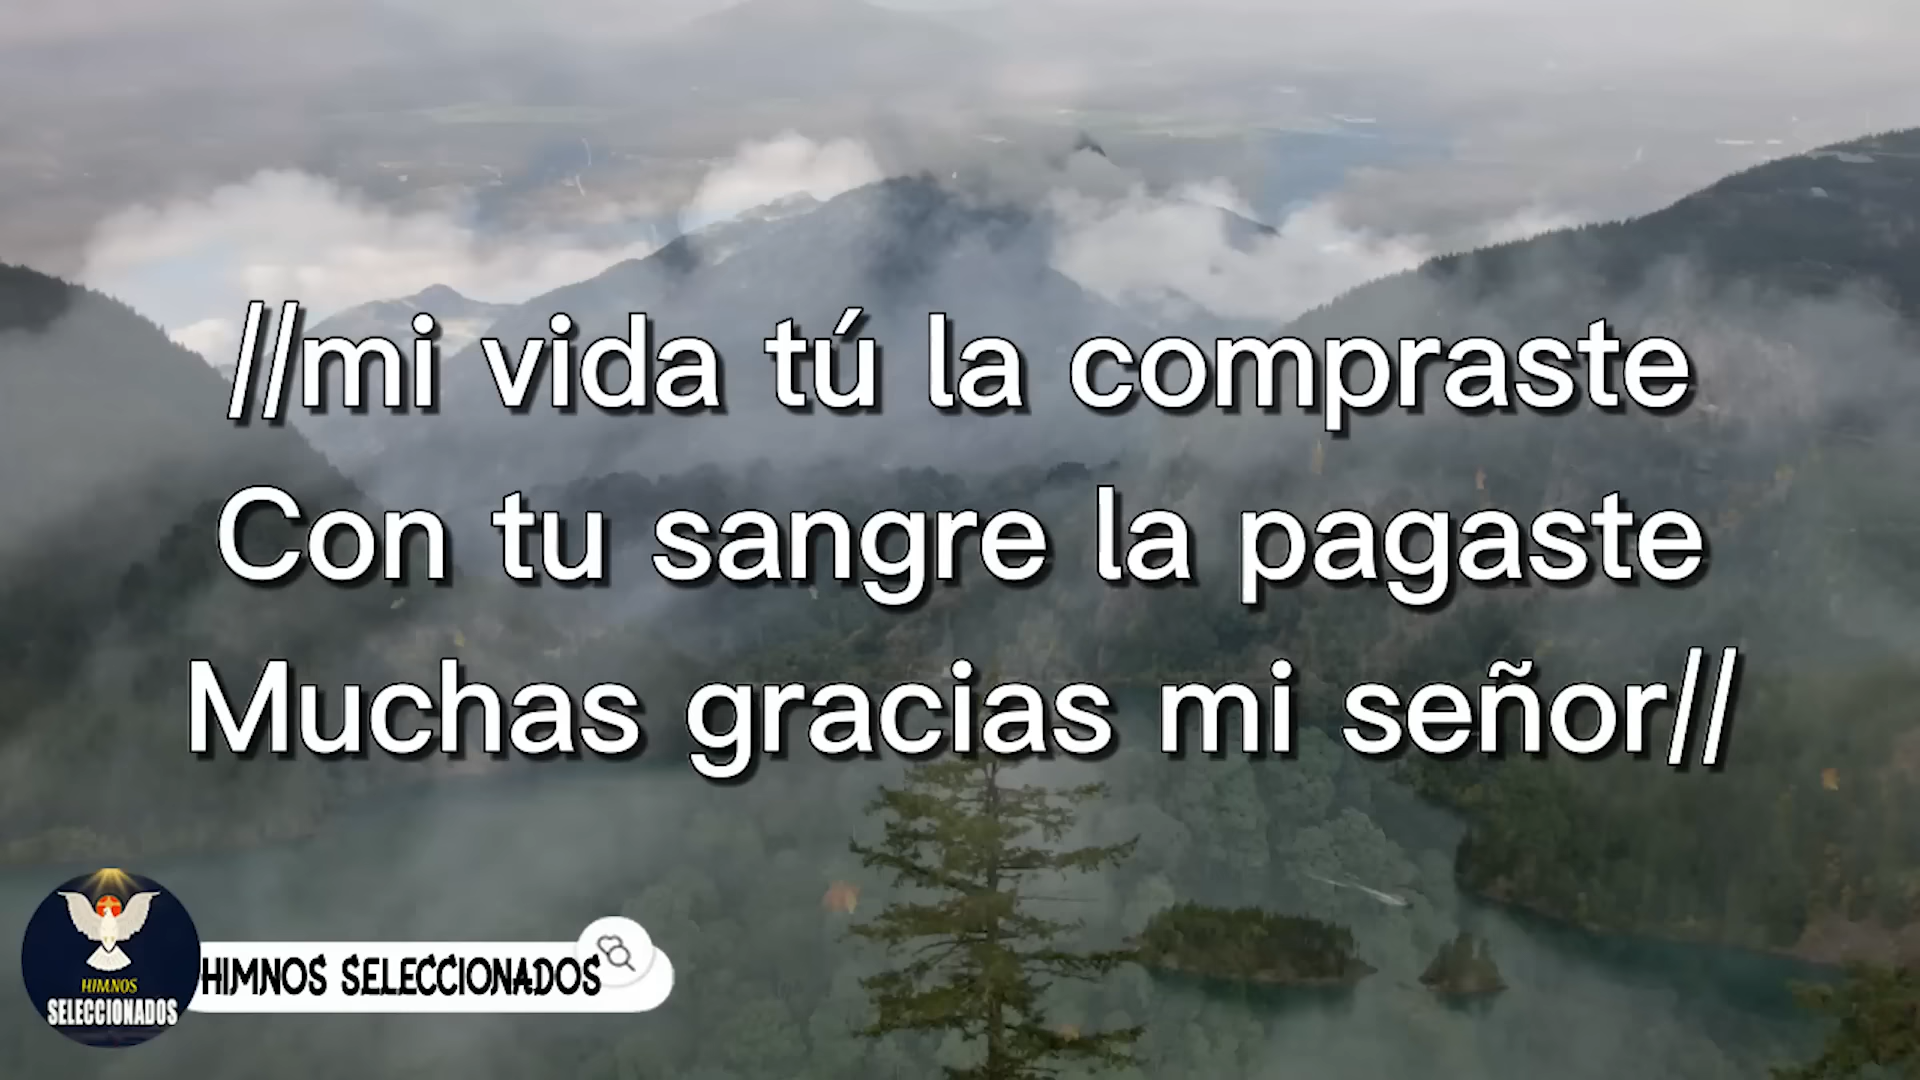 //mi vida tú la compraste
Con tu sangre la pagaste
Muchas gracias mi señor//
HIMNOS
SELECCIONADOS
HIMNOS SELECCIONADOS